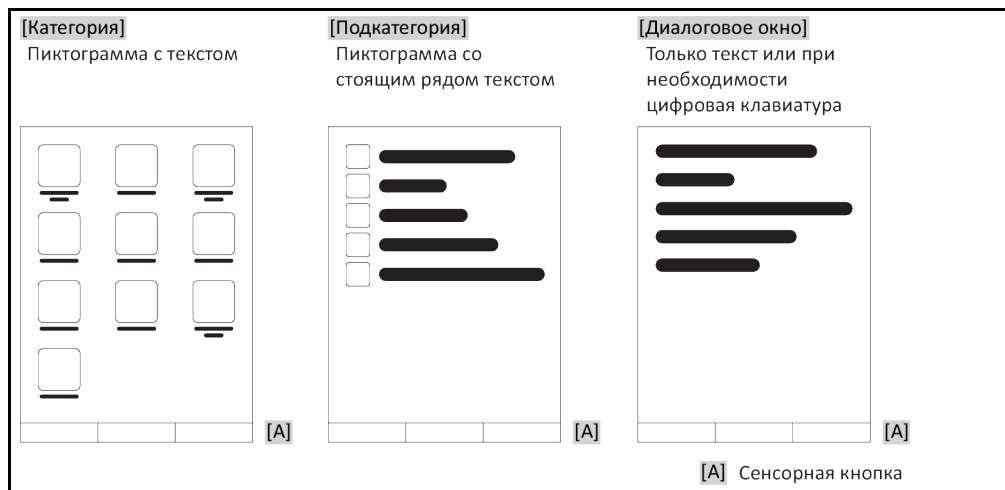 [Категория]
Пиктограмма с текстом
[Подкатегория]
Пиктограмма со
стоящим рядом текстом
[Диалоговое окно]
Только текст или при
необходимости
цифровая клавиатура
[A]
[A]
[A]
[A] Сенсорная кнопка